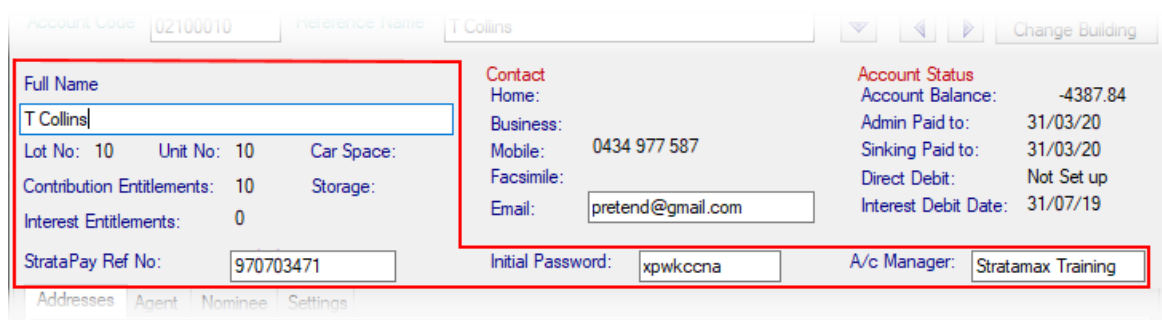 Account Code 02100010 Reference Name T Collins Change Building
Full Name
T Collins
Lot No: 10 Unit No: 10 Car Space:
Contribution Entitlements: 10 Storage:
Interest Entitlements: 0
StrataPay Ref No: 970703471 Initial Password: xpwkccna A/c Manager: Stratamax Training
Contact
Home:
Business:
Mobile: 0434 977 587
Facsimile:
Email: pretend@gmail.com
Account Status
Account Balance: -4387.84
Admin Paid to: 31/03/20
Sinking Paid to: 31/03/20
Direct Debit: Not Set up
Interest Debit Date: 31/07/19
Addresses Agent Nominee Settings